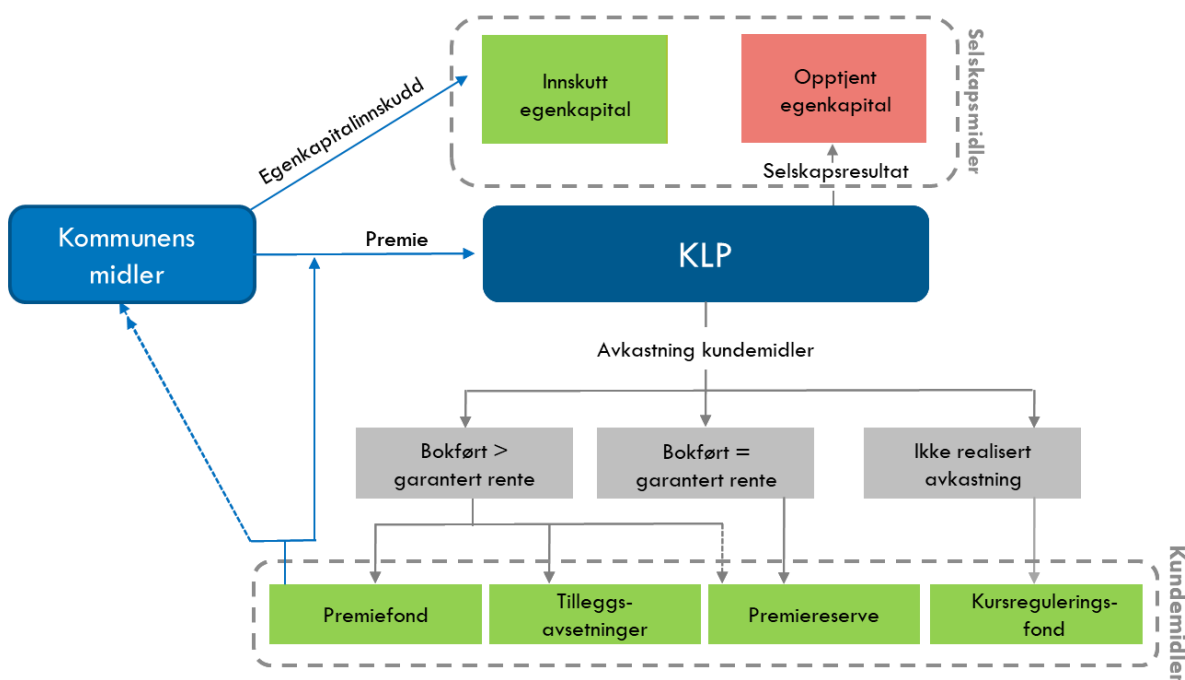 Innskutt
egenkapital
Opptjent
egenkapital
Selskapsmidler
Egenkapitalinnskudd
Selskapsresultat
Kommunens
midler
Premie
KLP
Avkastning kundemidler
Bokført >
garantert rente
Bokført =
garantert rente
Ikke realisert
avkastning
Premiefond
Tilleggs-
avsetninger
Premiereserve
Kursregulerings-
fond
Kundemidler